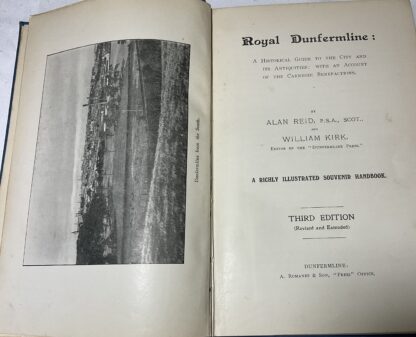 Dunfermline from the South.
Royal Dunfermline:
A Historical Guide to the City and
its Antiquities, with an Account
of the Carnegie Benefactions.
BY
ALAN REID, F.S.A., SCOT.,
AND
WILLIAM KIRK,
Editor of the "Dunfermline Press."
A RICHLY ILLUSTRATED SOUVENIR HANDBOOK.
THIRD EDITION
(Revised and Extended)
DUNFERMLINE:
A. Romanes & Son, "Press" Office.